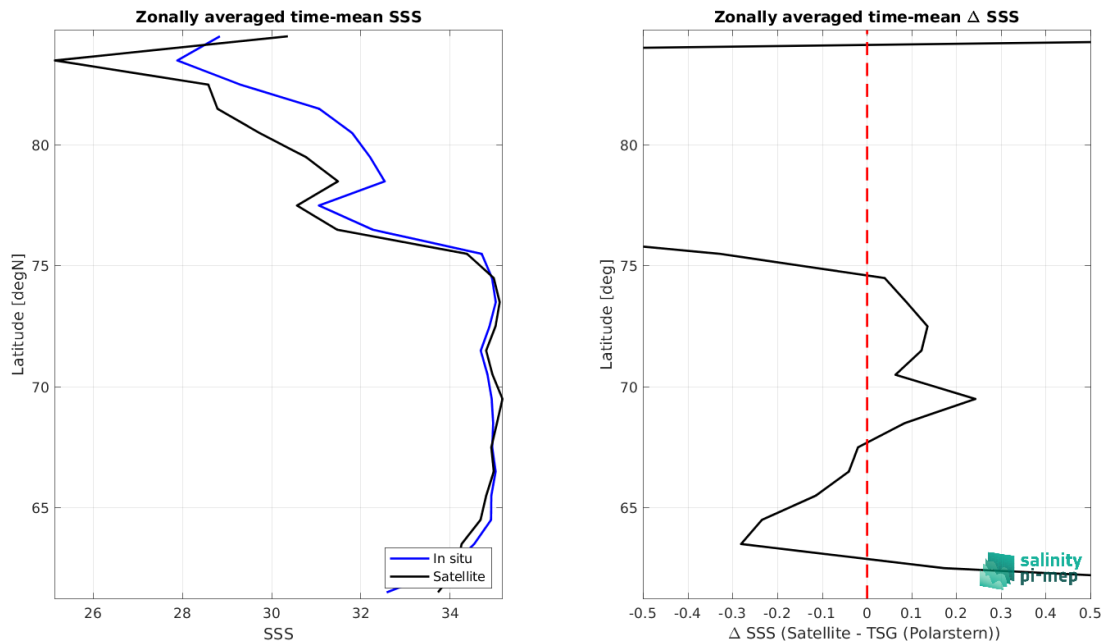 Zonally averaged time-mean SSS
80
75
70
65
Latitude [degN]
In situ
Satellite
26
28
30
32
34
SSS
Zonally averaged time-mean Δ SSS
80
75
70
65
Latitude [deg]
salinity
pi-mep
-0.5
-0.4
-0.3
-0.2
-0.1
0
0.1
0.2
0.3
0.4
0.5
Δ SSS (Satellite - TSG (Polarstern))